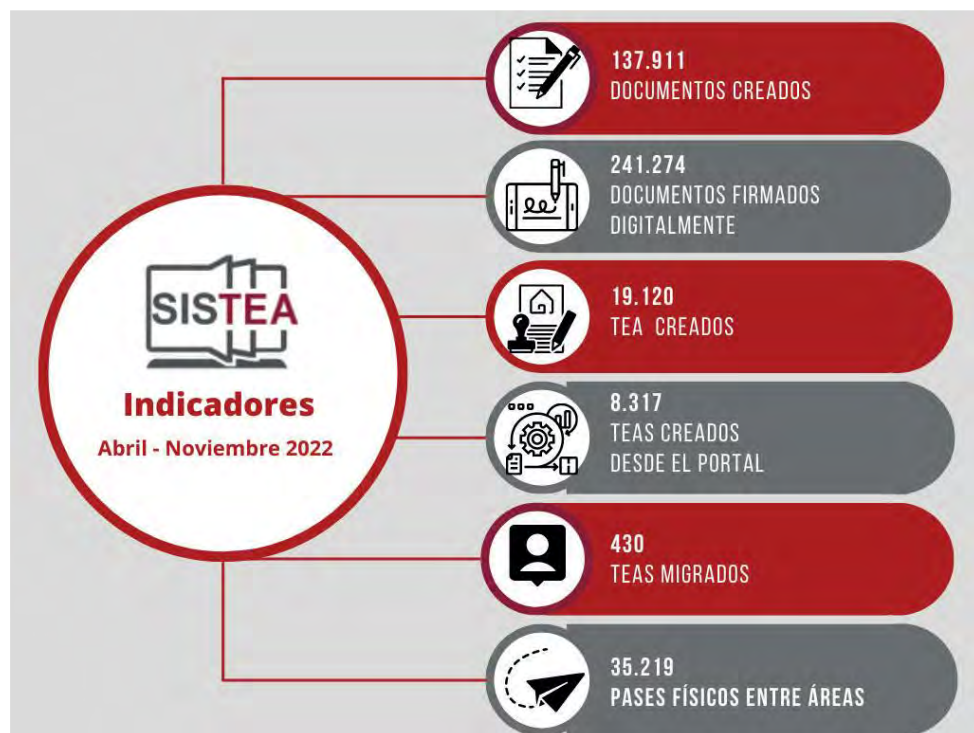 SISTEA
Indicadores
Abril - Noviembre 2022
137.911
DOCUMENTOS CREADOS
241.274
DOCUMENTOS FIRMADOS
DIGITALMENTE
19.120
TEA CREADOS
8.317
TEAS CREADOS
DESDE EL PORTAL
430
TEAS MIGRADOS
35.219
PASES FÍSICOS ENTRE ÁREAS